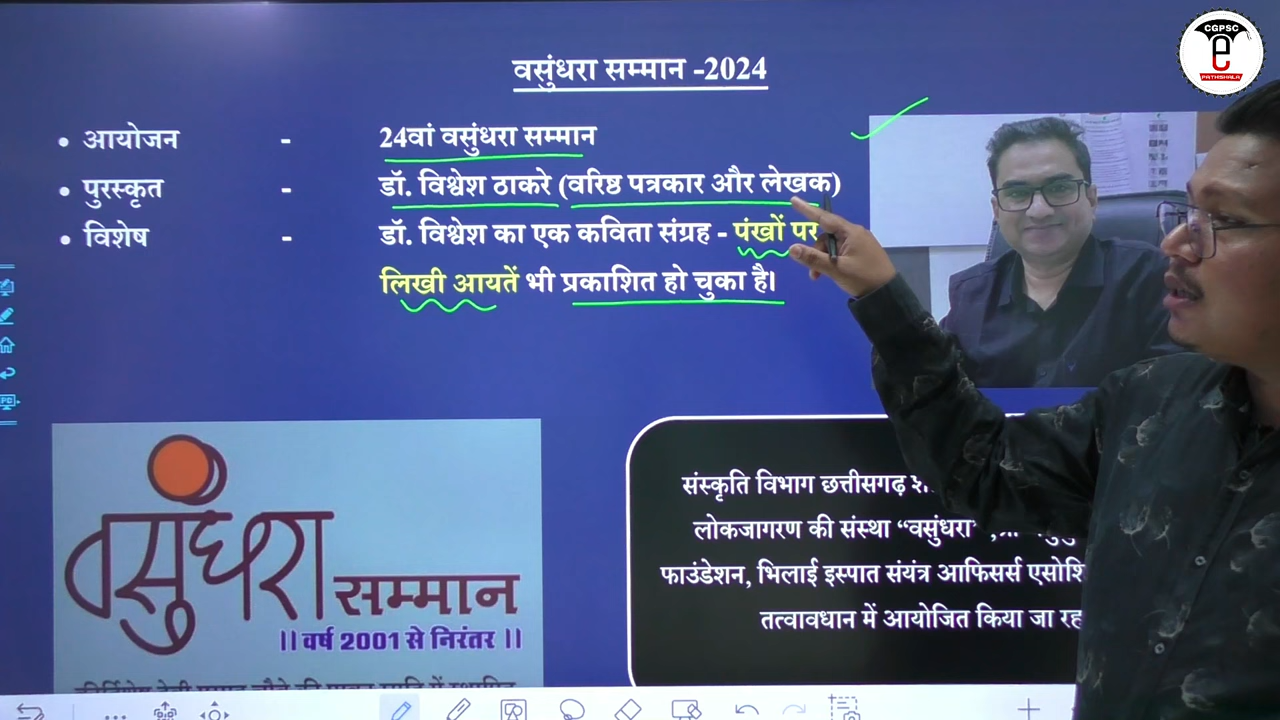 CGPSC
e
PATHSHALA
वसुंधरा सम्मान -2024
• आयोजन - 24वां वसुंधरा सम्मान
• पुरस्कृत - डॉ. विश्वेश ठाकरे (वरिष्ठ पत्रकार और लेखक)
• विशेष - डॉ. विश्वेश का एक कविता संग्रह - पंखों पर
लिखी आयतें भी प्रकाशित हो चुका है।
वसुंधरा
सम्मान
।। वर्ष 2001 से निरंतर ।।
संस्कृति विभाग छत्तीसगढ़
लोकजागरण की संस्था “वसुंधरा”
फाउंडेशन, भिलाई इस्पात संयंत्र आफिसर्स
तत्वावधान में आयोजित किया जा